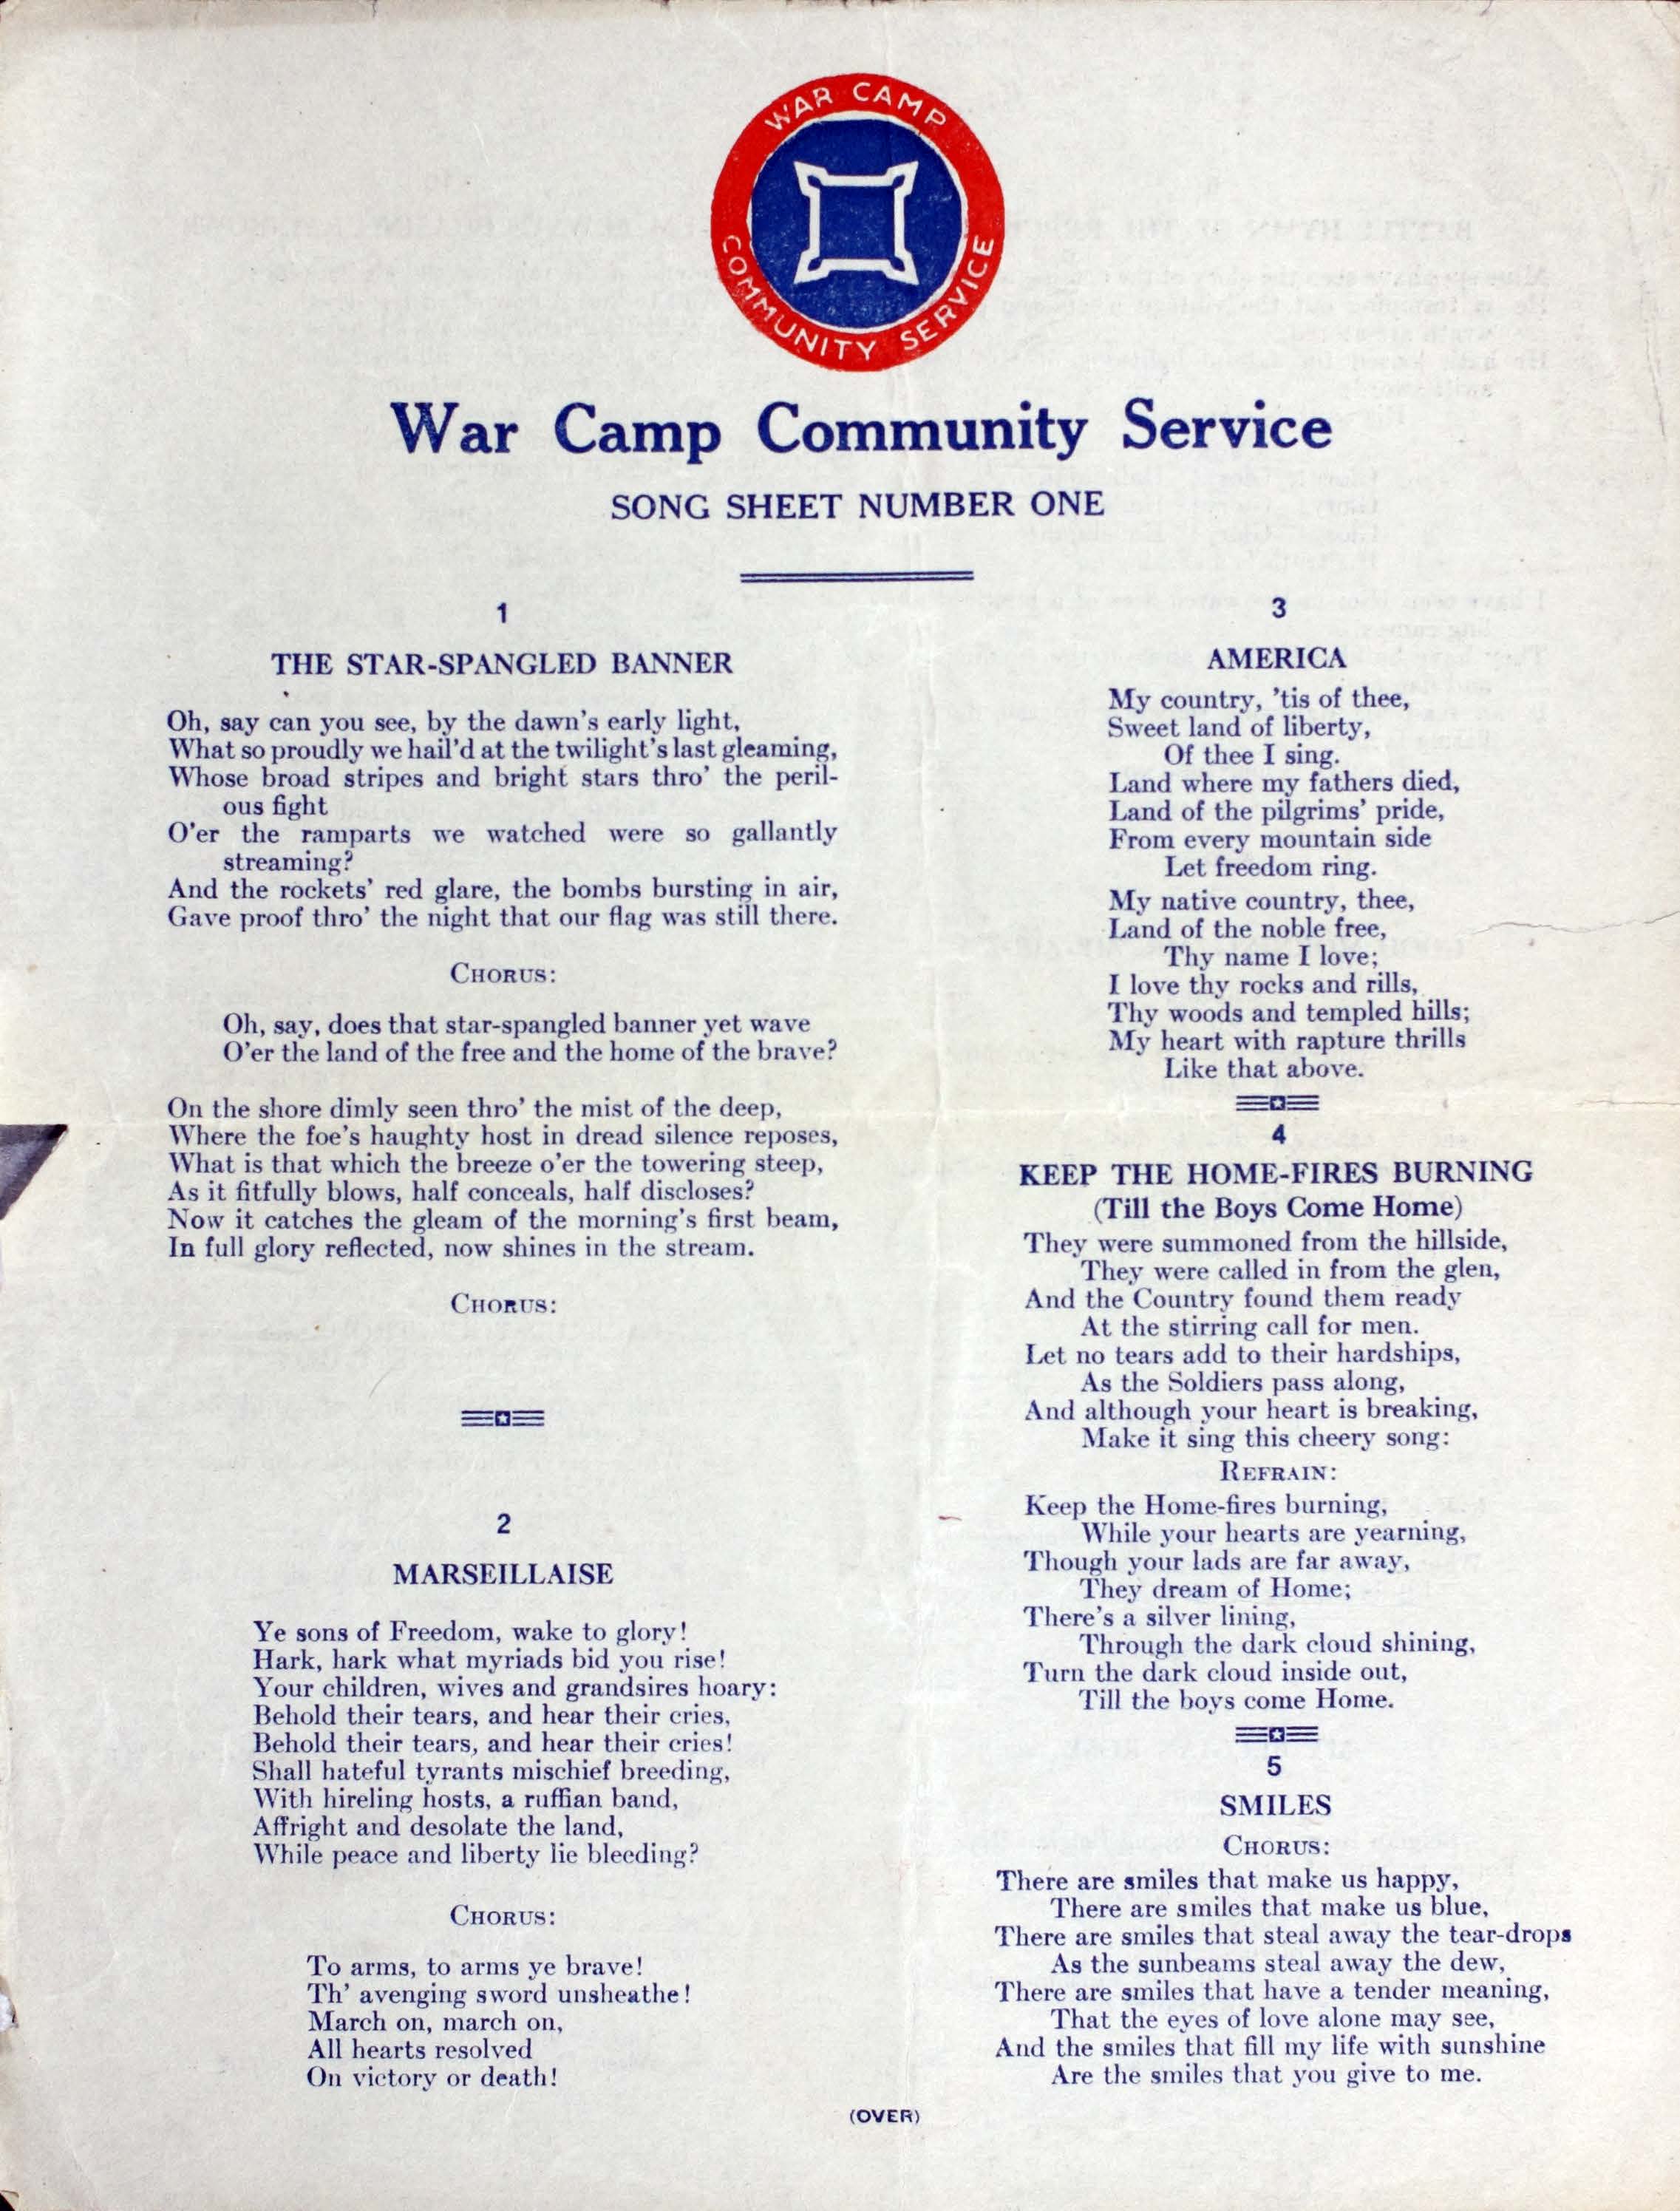 WAR CAMP
COMMUNITY SERVICE
War Camp Community Service
SONG SHEET NUMBER ONE
1
THE STAR-SPANGLED BANNER
Oh, say can you see, by the dawn's early light,
What so proudly we hail'd at the twilight's last gleaming,
Whose broad stripes and bright stars thro' the peril-
ous fight
O'er the ramparts we watched were so gallantly
streaming?
And the rockets' red glare, the bombs bursting in air,
Gave proof thro' the night that our flag was still there.
CHORUS:
Oh, say, does that star-spangled banner yet wave
O'er the land of the free and the home of the brave?
On the shore dimly seen thro' the mist of the deep,
Where the foe's haughty host in dread silence reposes,
What is that which the breeze o'er the towering steep,
As it fitfully blows, half conceals, half discloses?
Now it catches the gleam of the morning's first beam,
In full glory reflected, now shines in the stream.
CHORUS:
2
MARSEILLAISE
Ye sons of Freedom, wake to glory!
Hark, hark what myriads bid you rise!
Your children, wives and grandsires hoary:
Behold their tears, and hear their cries,
Behold their tears, and hear their cries!
Shall hateful tyrants mischief breeding,
With hireling hosts, a ruffian band,
Affright and desolate the land,
While peace and liberty lie bleeding?
CHORUS:
To arms, to arms ye brave!
Th' avenging sword unsheathe!
March on, march on,
All hearts resolved
On victory or death!
3
AMERICA
My country, 'tis of thee,
Sweet land of liberty,
Of thee I sing.
Land where my fathers died,
Land of the pilgrims' pride,
From every mountain side
Let freedom ring.
My native country, thee,
Land of the noble free,
Thy name I love;
I love thy rocks and rills,
Thy woods and templed hills;
My heart with rapture thrills
Like that above.
4
KEEP THE HOME-FIRES BURNING
(Till the Boys Come Home)
They were summoned from the hillside,
They were called in from the glen,
And the Country found them ready
At the stirring call for men.
Let no tears add to their hardships,
As the Soldiers pass along,
And although your heart is breaking,
Make it sing this cheery song:
REFRAIN:
Keep the Home-fires burning,
While your hearts are yearning,
Though your lads are far away,
They dream of Home;
There's a silver lining,
Through the dark cloud shining,
Turn the dark cloud inside out,
Till the boys come Home.
5
SMILES
CHORUS:
There are smiles that make us happy,
There are smiles that make us blue,
There are smiles that steal away the tear-drops
As the sunbeams steal away the dew,
There are smiles that have a tender meaning,
That the eyes of love alone may see,
And the smiles that fill my life with sunshine
Are the smiles that you give to me.
(OVER)